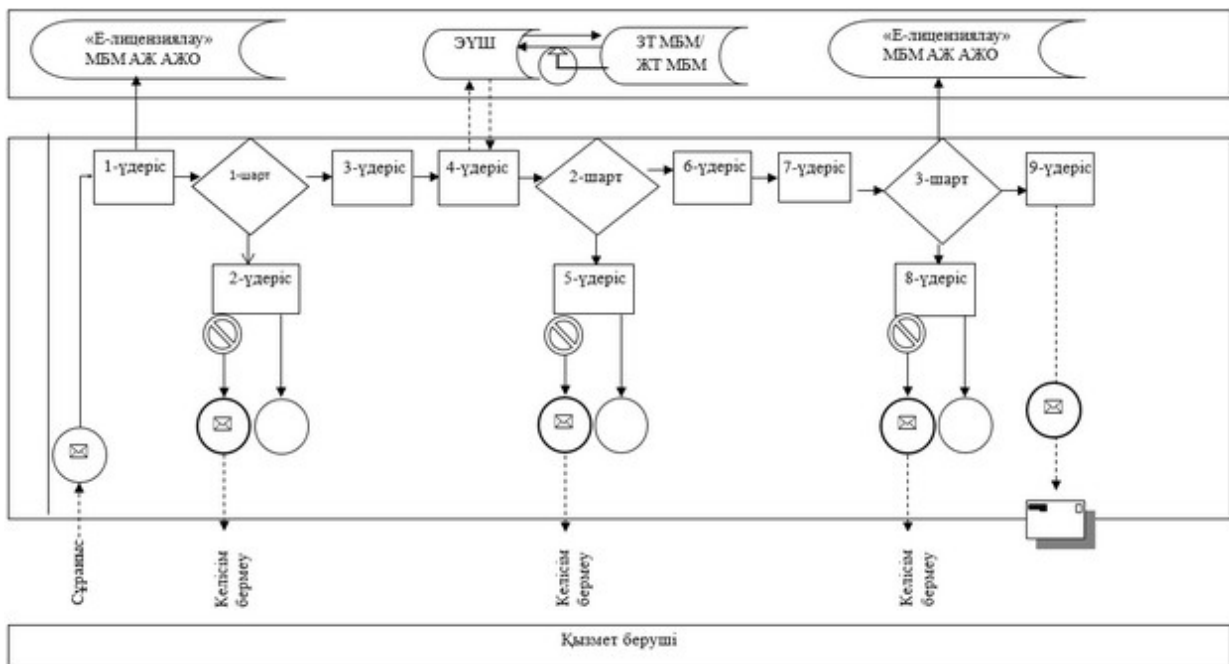 «Е-лицензиялау»
МБМ АЖ АЖО
ЭҮШ
ЗТ МБМ/
ЖТ МБМ
«Е-лицензиялау»
МБМ АЖ АЖО
1-үдеріс
1-шарт
3-үдеріс
4-үдеріс
2-шарт
6-үдеріс
7-үдеріс
3-шарт
9-үдеріс
2-үдеріс
5-үдеріс
8-үдеріс
Сұраныс
Келісім
бермеу
Келісім
бермеу
Келісім
бермеу
Қызмет беруші